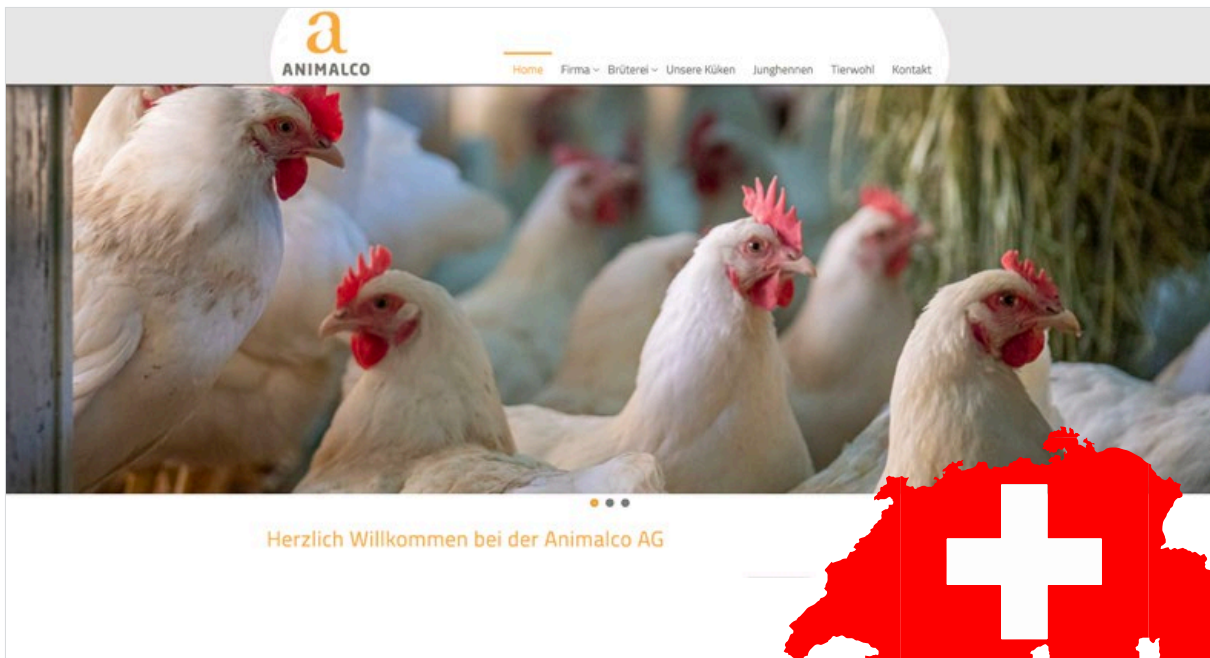 a
ANIMALCO
Home Firma Brüterei Unsere Küken Junghennen Tierwohl Kontakt
Herzlich Willkommen bei der Animalco AG